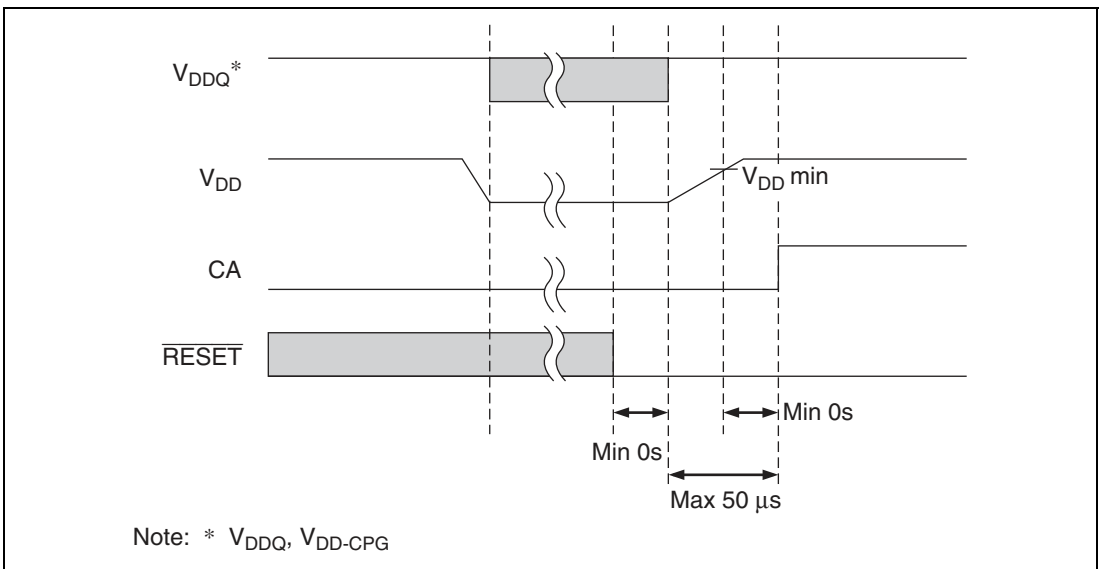 VDDQ*
VDD
VDD min
CA
RESET
Min 0s
Min 0s
Max 50 μs
Note: * VDDQ, VDD-CPG